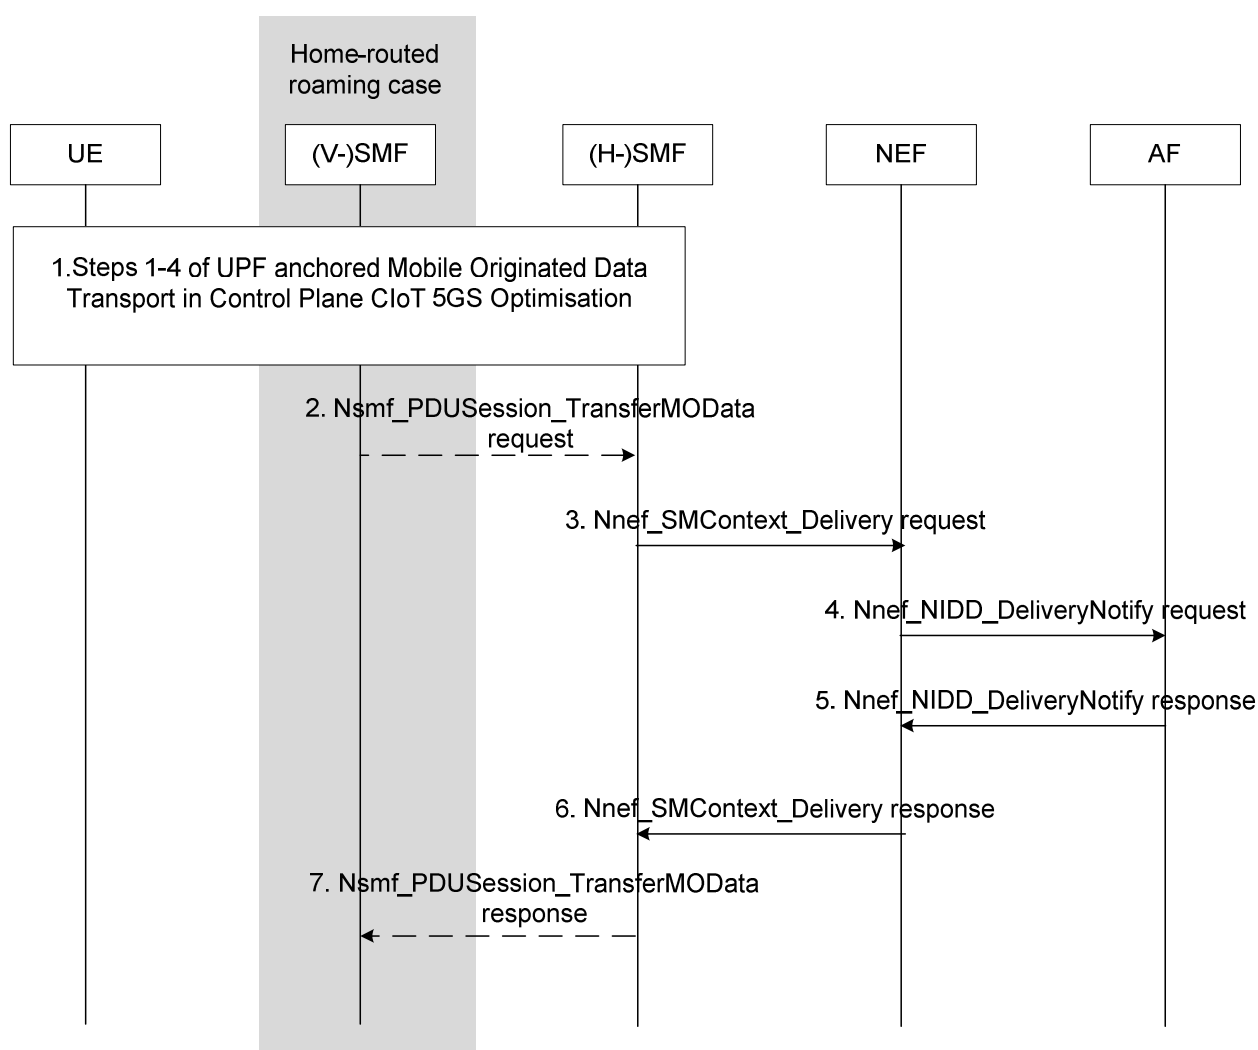 Home-routed
roaming case
UE
(V-)SMF
(H-)SMF
NEF
AF
1.Steps 1-4 of UPF anchored Mobile Originated Data
Transport in Control Plane CIoT 5GS Optimisation
2. Nsmf_PDUSession_TransferMOData
request
3. Nnef_SMContext_Delivery request
4. Nnef_NIDD_DeliveryNotify request
5. Nnef_NIDD_DeliveryNotify response
6. Nnef_SMContext_Delivery response
7. Nsmf_PDUSession_TransferMOData
response